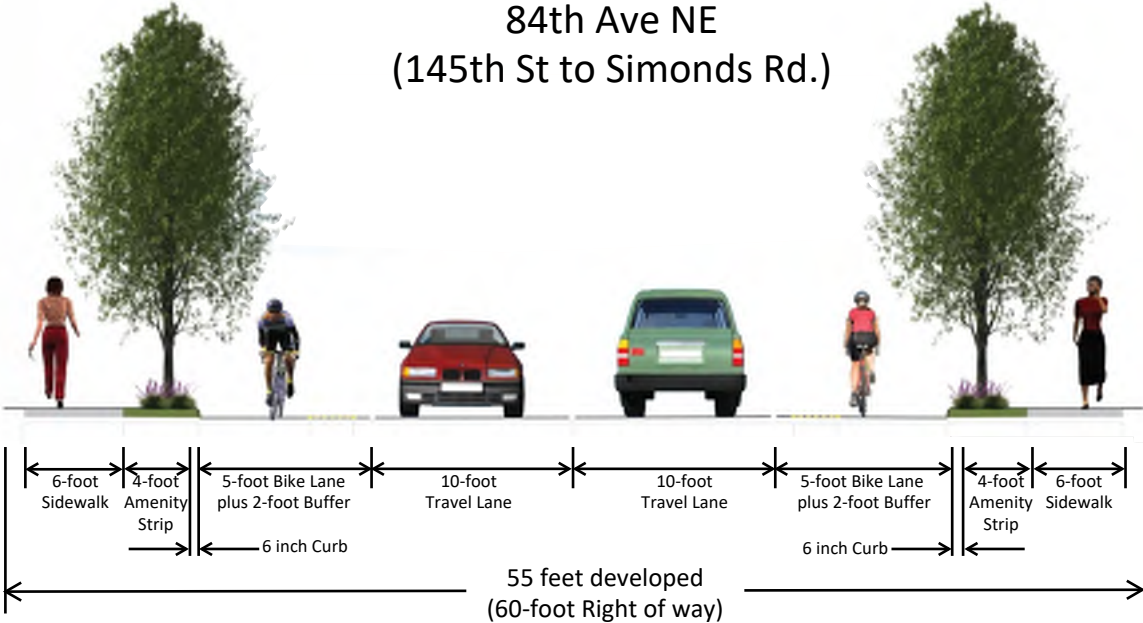 84th Ave NE
(145th St to Simonds Rd.)
6-foot
Sidewalk
4-foot
Amenity
Strip
5-foot Bike Lane
plus 2-foot Buffer
10-foot
Travel Lane
10-foot
Travel Lane
5-foot Bike Lane
plus 2-foot Buffer
4-foot
Amenity
Strip
6-foot
Sidewalk
6 inch Curb
6 inch Curb
55 feet developed
(60-foot Right of way)